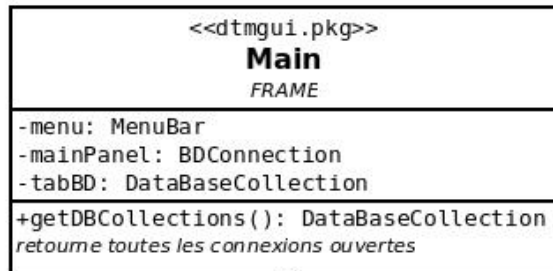 <<dtmgui.pkg>>
Main
FRAME
-menu: MenuBar
-mainPanel: BDConnection
-tabBD: DataBaseCollection
+getDBCollections(): DataBaseCollection
retourne toutes les connexions ouvertes